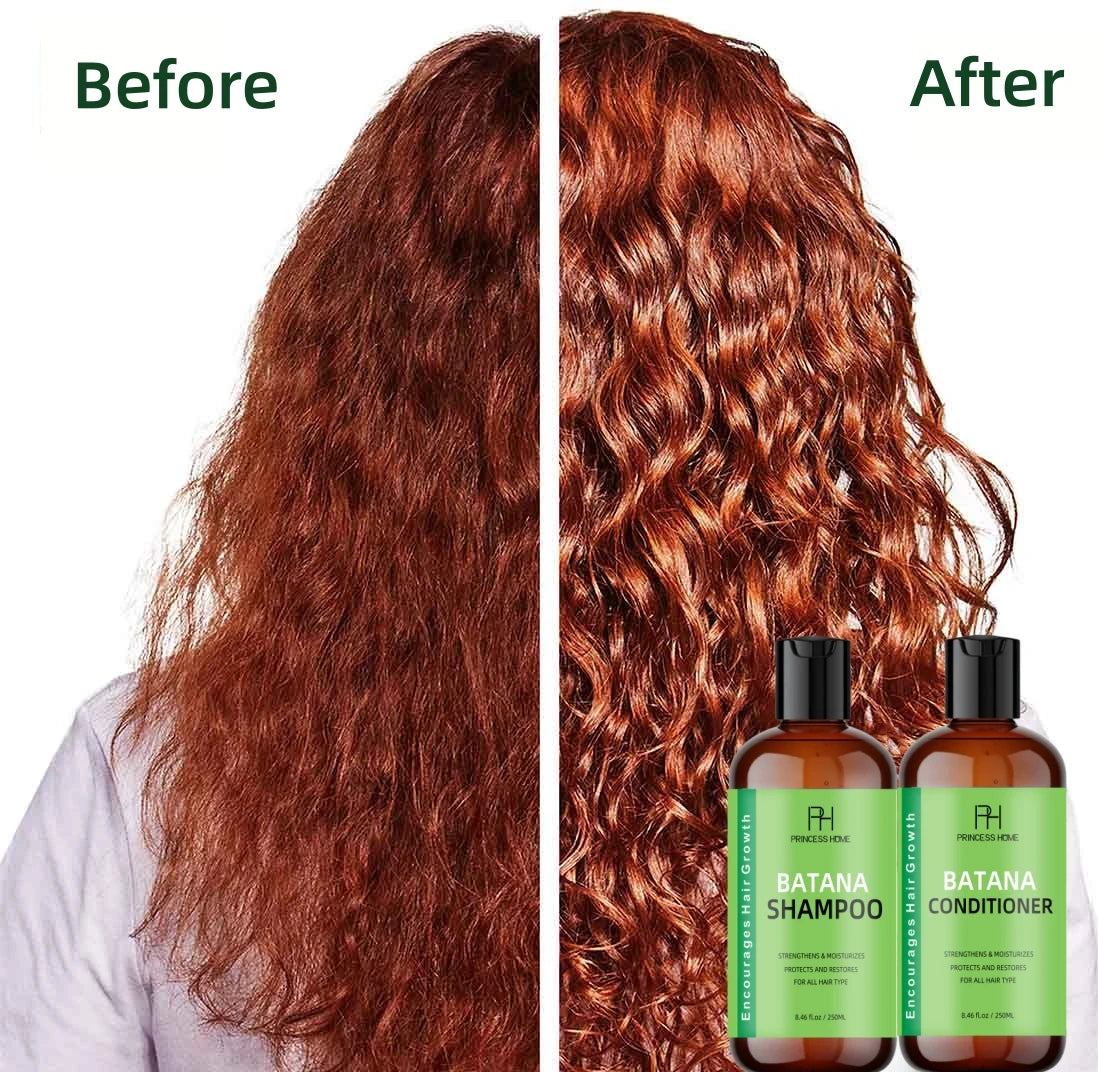 Before
After
PH
PRINCESS HOME
BATANA
SHAMPOO
STRENGTHENS & MOISTURIZES
PROTECTS AND RESTORES
FOR ALL HAIR TYPE
8.46 fl.oz / 250ML
Encourages Hair Growth
PH
PRINCESS HOME
BATANA
CONDITIONER
STRENGTHENS & MOISTURIZES
PROTECTS AND RESTORES
FOR ALL HAIR TYPE
8.46 fl.oz / 250ML
Encourages Hair Growth